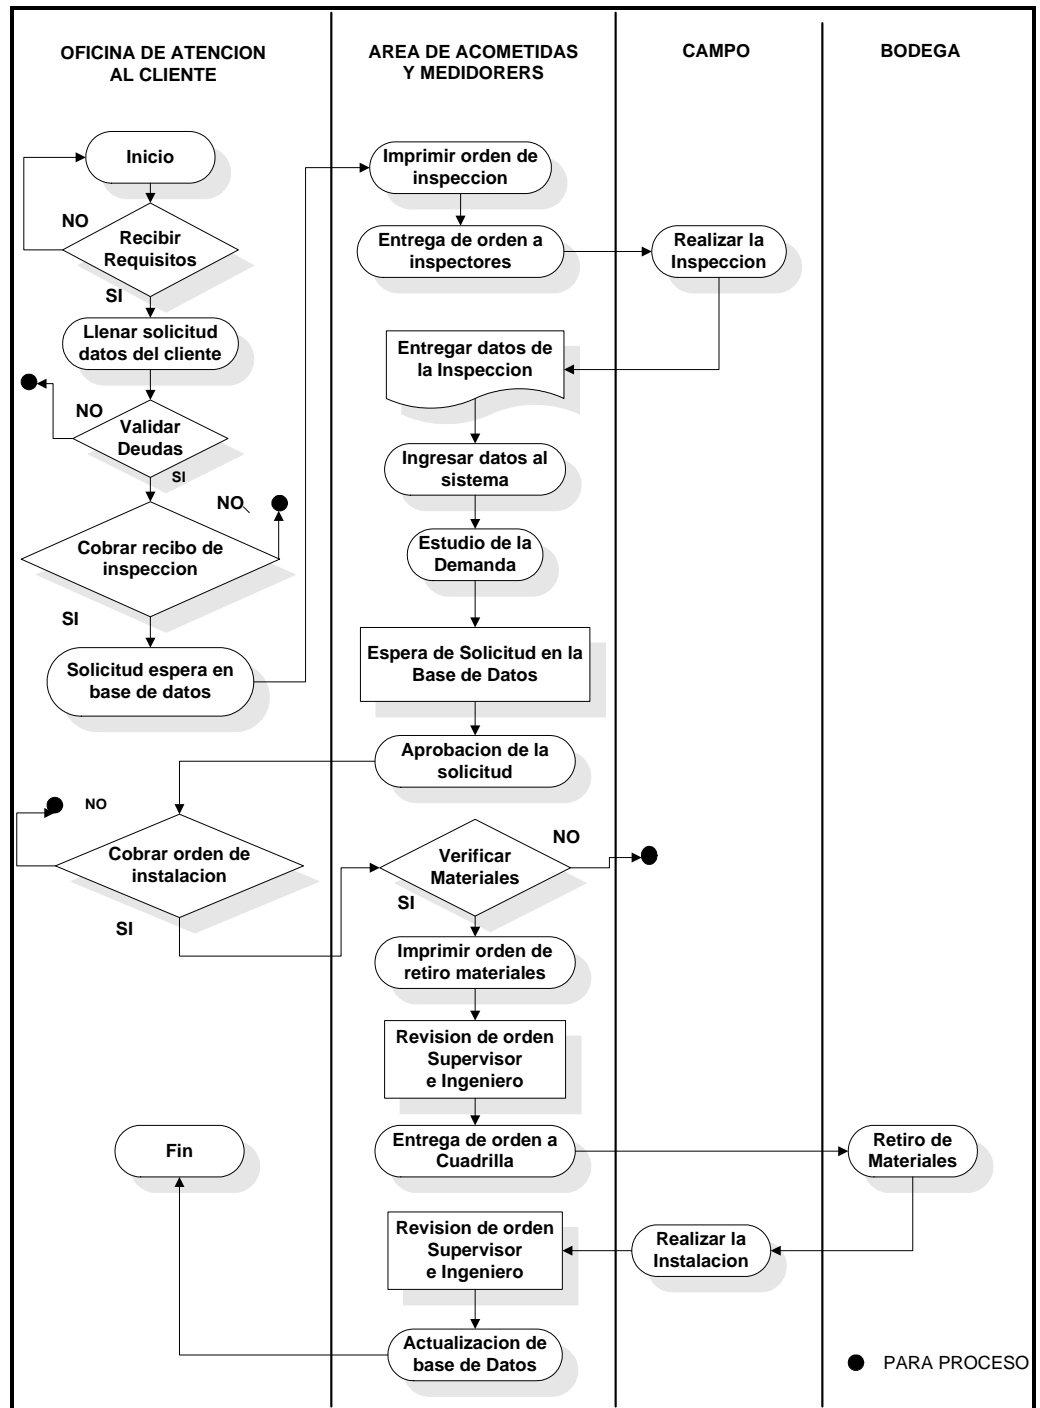 OFICINA DE ATENCION
AL CLIENTE
AREA DE ACOMETIDAS
Y MEDIDORERS
CAMPO
BODEGA
Inicio
NO
Recibir
Requisitos
SI
Llenar solicitud
datos del cliente
NO
Validar
Deudas
SI
NO
Cobrar recibo de
inspeccion
SI
Solicitud espera en
base de datos
Imprimir orden de
inspeccion
Entrega de orden a
inspectores
Realizar la
Inspeccion
Entregar datos de
la Inspeccion
Ingresar datos al
sistema
Estudio de la
Demanda
Espera de Solicitud en la
Base de Datos
Aprobacion de la
solicitud
NO
Cobrar orden de
instalacion
SI
Verificar
Materiales
NO
SI
Imprimir orden de
retiro materiales
Revision de orden
Supervisor
e Ingeniero
Entrega de orden a
Cuadrilla
Retiro de
Materiales
Realizar la
Instalacion
Revision de orden
Supervisor
e Ingeniero
Actualizacion de
base de Datos
Fin
PARA PROCESO